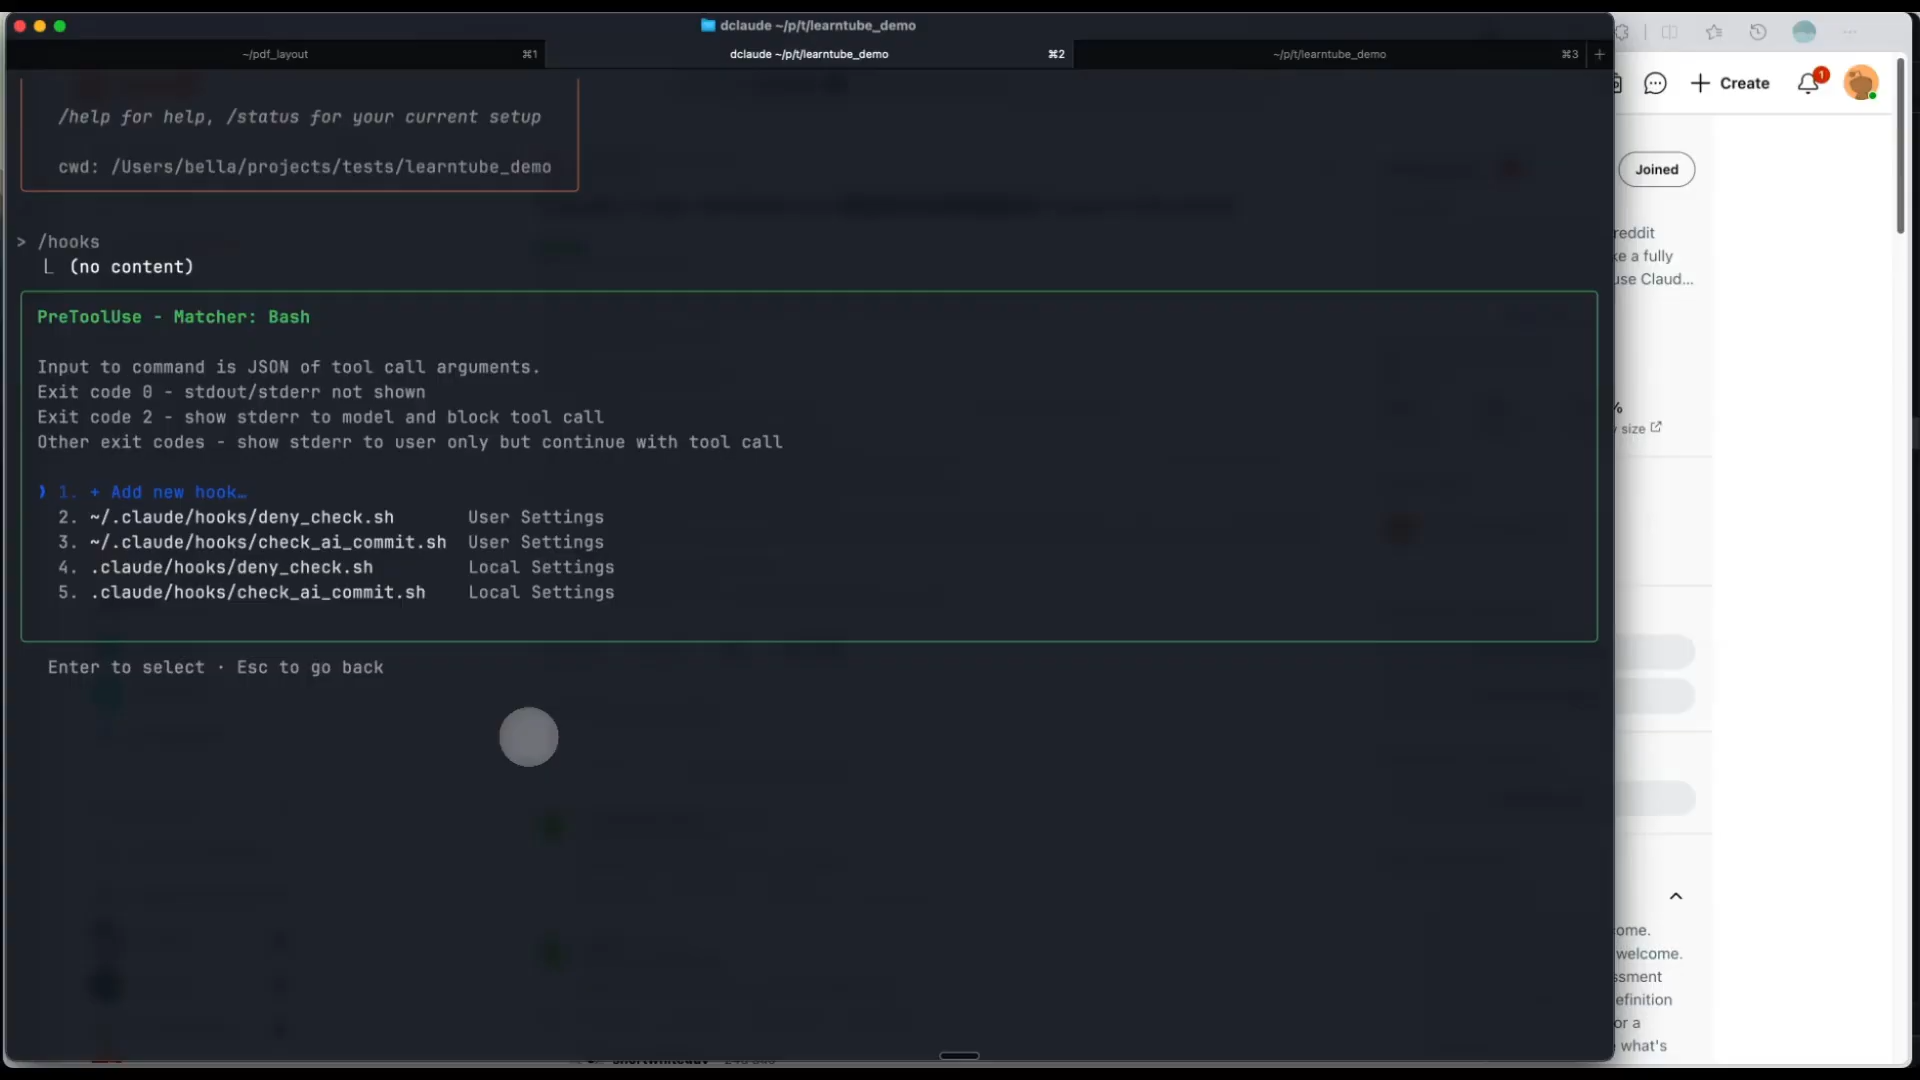 dclaude ~/p/t/learntube_demo
~/pdf_layout ⌘1
dclaude ~/p/t/learntube_demo ⌘2
~/p/t/learntube_demo ⌘3 +
/help for help, /status for your current setup
cwd: /Users/bella/projects/tests/learntube_demo
> /hooks
⎿ (no content)
PreToolUse - Matcher: Bash
Input to command is JSON of tool call arguments.
Exit code 0 - stdout/stderr not shown
Exit code 2 - show stderr to model and block tool call
Other exit codes - show stderr to user only but continue with tool call
❯ 1. + Add new hook…
2. ~/.claude/hooks/deny_check.sh User Settings
3. ~/.claude/hooks/check_ai_commit.sh User Settings
4. .claude/hooks/deny_check.sh Local Settings
5. .claude/hooks/check_ai_commit.sh Local Settings
Enter to select · Esc to go back
Create
1
Joined
reddit
ke a fully
use Claud...
%
size
ome.
welcome.
ssment
efinition
or a
what's